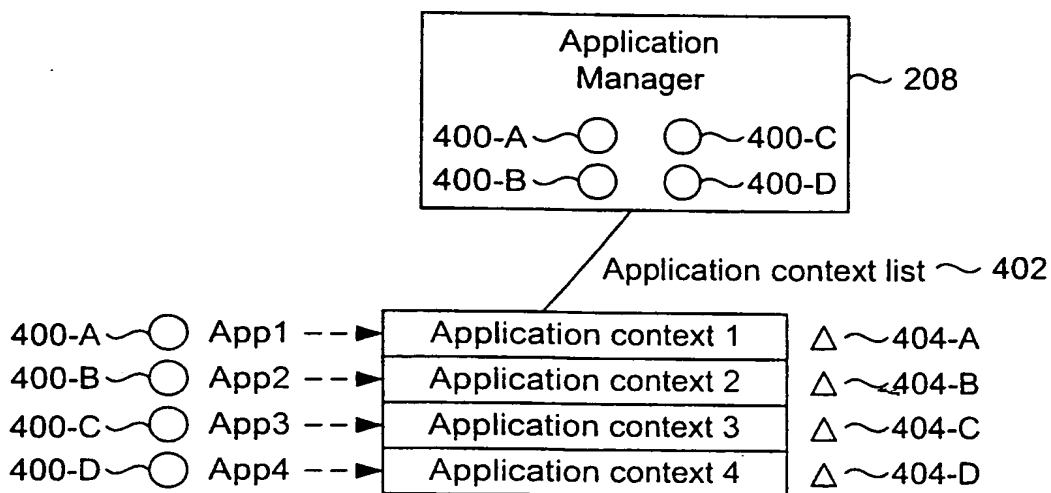 Application
Manager
208
400-A 400-C
400-B 400-D
Application context list 402
400-A App1 Application context 1 404-A
400-B App2 Application context 2 404-B
400-C App3 Application context 3 404-C
400-D App4 Application context 4 404-D